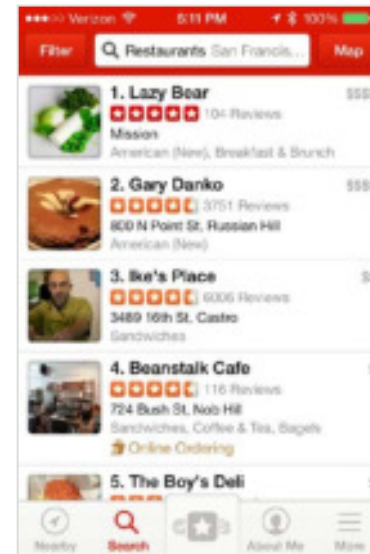 Verizon 5:11 PM 100%
Filter Restaurants San Francis... Map
1. Lazy Bear $$$$
104 Reviews
Mission
American (New), Breakfast & Brunch
2. Gary Danko $$$$
3751 Reviews
800 N Point St, Russian Hill
American (New)
3. Ike's Place $
6006 Reviews
3489 16th St, Castro
Sandwiches
4. Beanstalk Cafe $
116 Reviews
724 Bush St, Nob Hill
Sandwiches, Coffee & Tea, Bagels
Online Ordering
5. The Boy's Deli
Nearby Search About Me More